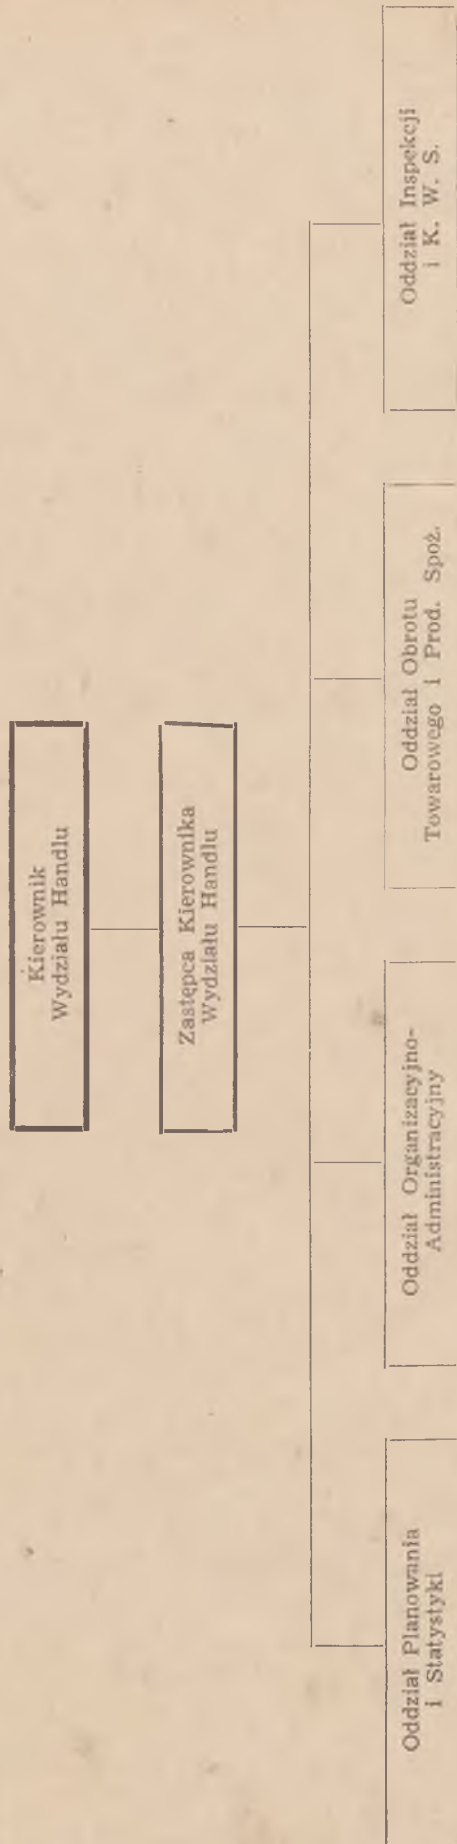 Kierownik
Wydziału Handlu
Zastępca Kierownika
Wydziału Handlu
Oddział Planowania
i Statystyki
Oddział Organizacyjno-
Administracyjny
Oddział Obrotu
Towarowego i Prod. Spoż.
Oddział Inspekcji
i K. W. S.